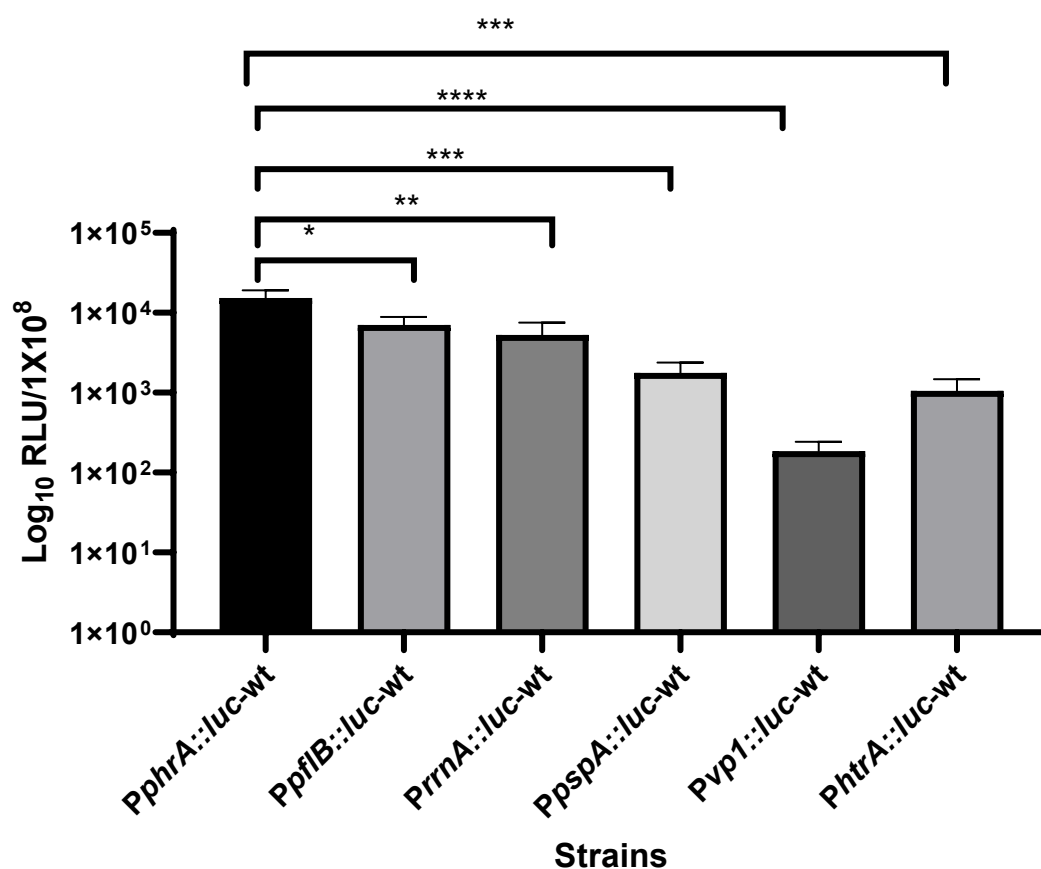 ***
****
***
**
*
1×10⁵
1×10⁴
1×10³
1×10²
1×10¹
1×10⁰
Log₁₀ RLU/1X10⁸
PphrA::luc-wt
PpflB::luc-wt
PrrnA::luc-wt
PpspA::luc-wt
Pvp1::luc-wt
PhtrA::luc-wt
Strains